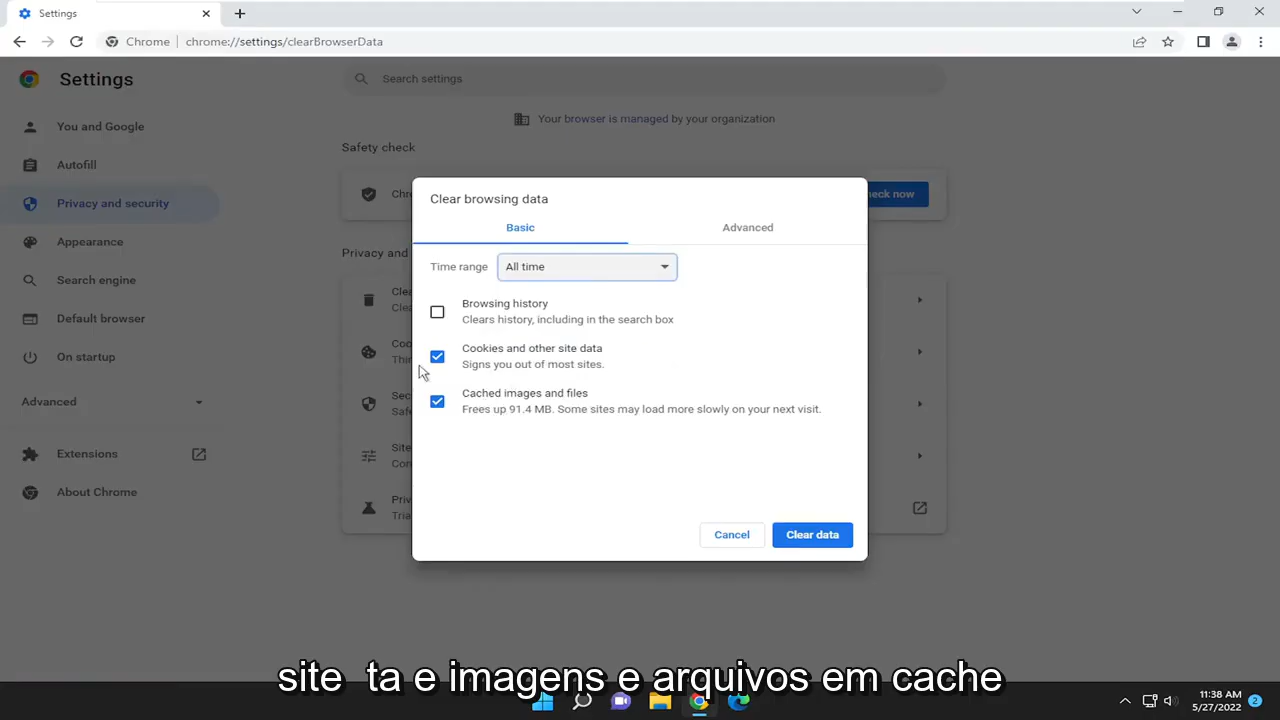 Settings
Chrome
chrome://settings/clearBrowserData
Settings
Search settings
Your browser is managed by your organization
You and Google
Autofill
Privacy and security
Appearance
Search engine
Default browser
On startup
Advanced
Extensions
About Chrome
Safety check
heck now
Privacy and
Clear browsing data
Basic
Advanced
Time range
All time
Browsing history
Clears history, including in the search box
Cookies and other site data
Signs you out of most sites.
Cached images and files
Frees up 91.4 MB. Some sites may load more slowly on your next visit.
Cancel
Clear data
site ta e imagens e arquivos em cache
11:38 AM
5/27/2022
2